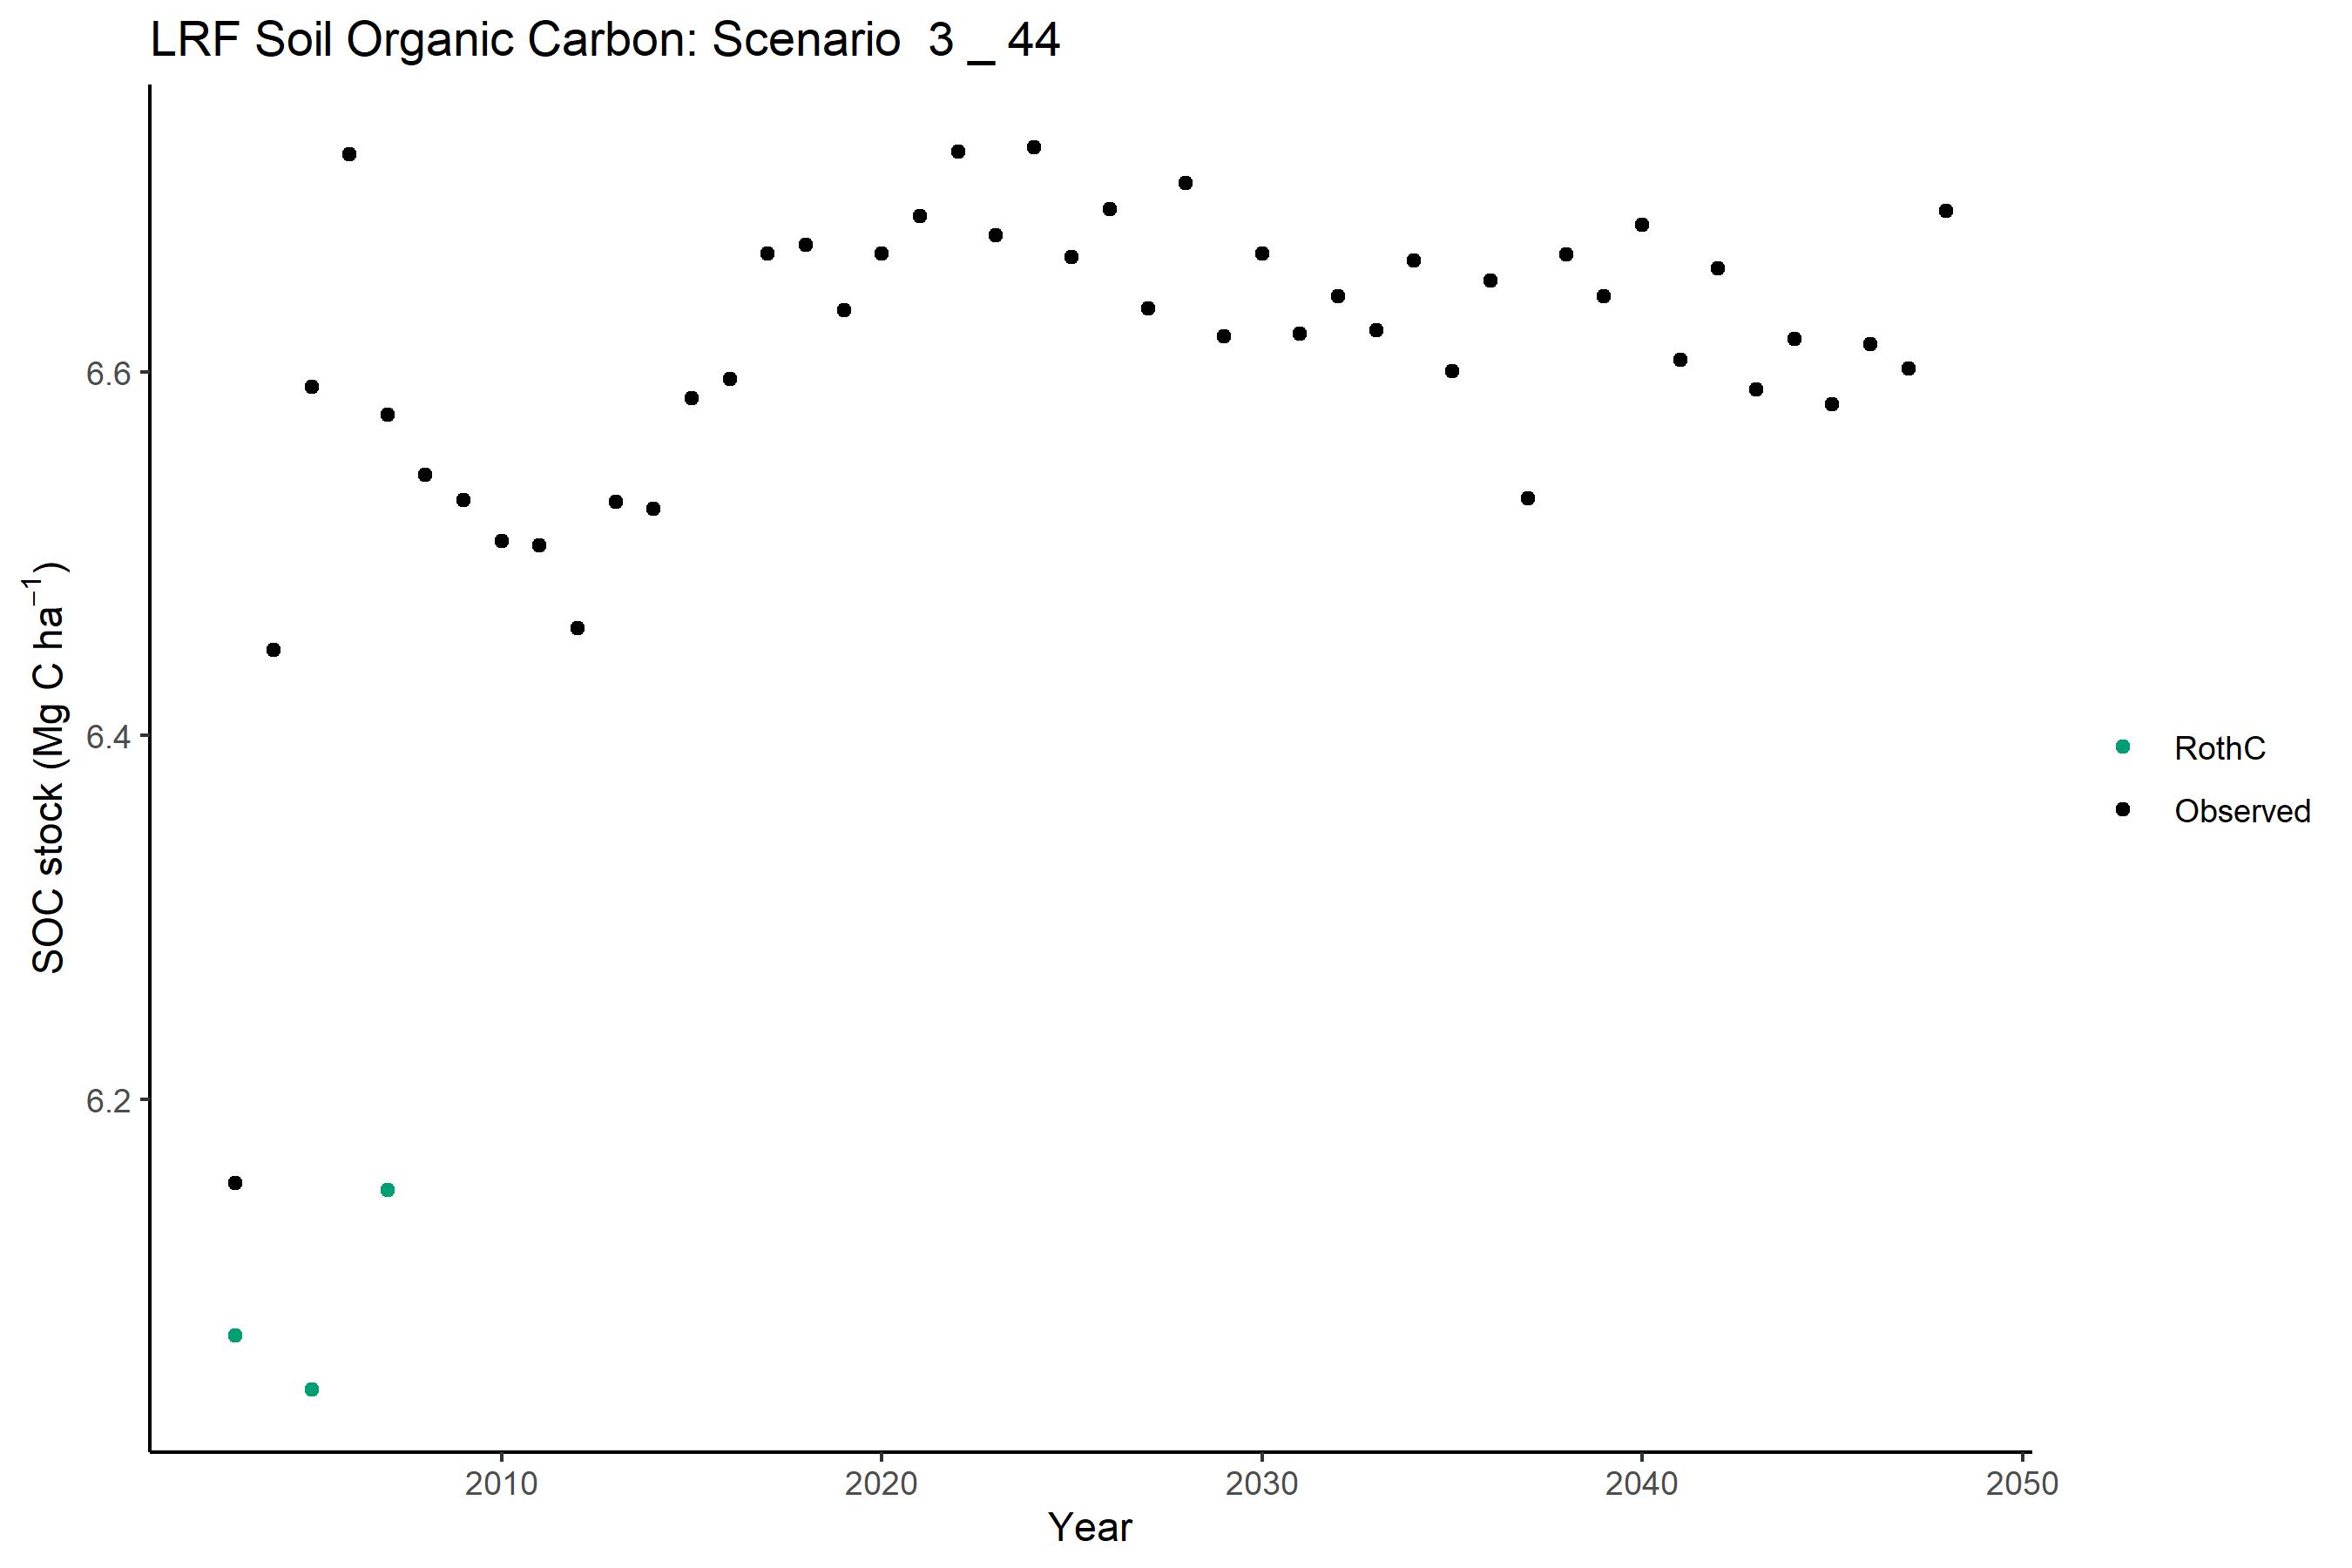 LRF Soil Organic Carbon: Scenario  3 _ 44
SOC stock (Mg C ha⁻¹)
6.6
6.4
6.2
RothC
Observed
2010
2020
2030
2040
2050
Year